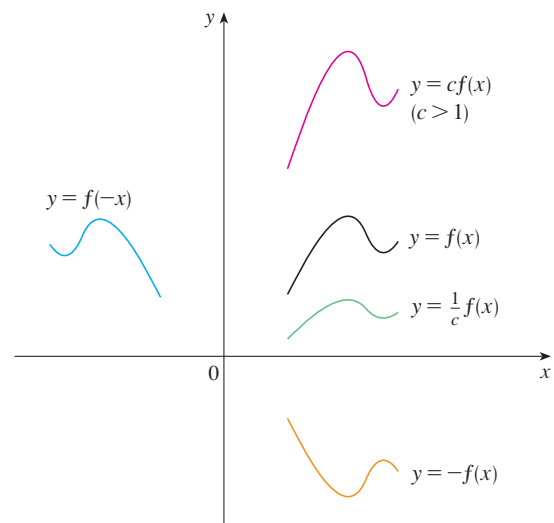 y
y = cf(x)
(c > 1)
y = f(−x)
y = f(x)
y = 1/c f(x)
0
x
y = −f(x)